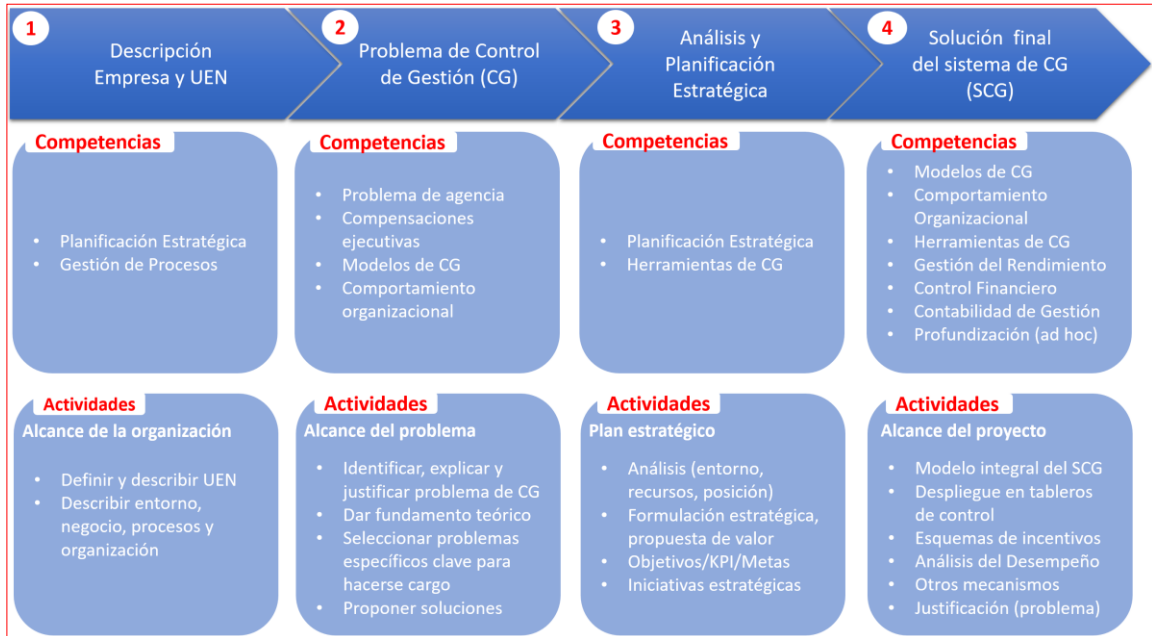 1
Descripción
Empresa y UEN
2
Problema de Control
de Gestión (CG)
3
Análisis y
Planificación
Estratégica
4
Solución final
del sistema de CG
(SCG)
Competencias
• Planificación Estratégica
• Gestión de Procesos
Competencias
• Problema de agencia
• Compensaciones
ejecutivas
• Modelos de CG
• Comportamiento
organizacional
Competencias
• Planificación Estratégica
• Herramientas de CG
Competencias
• Modelos de CG
• Comportamiento
Organizacional
• Herramientas de CG
• Gestión del Rendimiento
• Control Financiero
• Contabilidad de Gestión
• Profundización (ad hoc)
Actividades
Alcance de la organización
• Definir y describir UEN
• Describir entorno,
negocio, procesos y
organización
Actividades
Alcance del problema
• Identificar, explicar y
justificar problema de CG
• Dar fundamento teórico
• Seleccionar problemas
específicos clave para
hacerse cargo
• Proponer soluciones
Actividades
Plan estratégico
• Análisis (entorno,
recursos, posición)
• Formulación estratégica,
propuesta de valor
• Objetivos/KPI/Metas
• Iniciativas estratégicas
Actividades
Alcance del proyecto
• Modelo integral del SCG
• Despliegue en tableros
de control
• Esquemas de incentivos
• Análisis del Desempeño
• Otros mecanismos
• Justificación (problema)